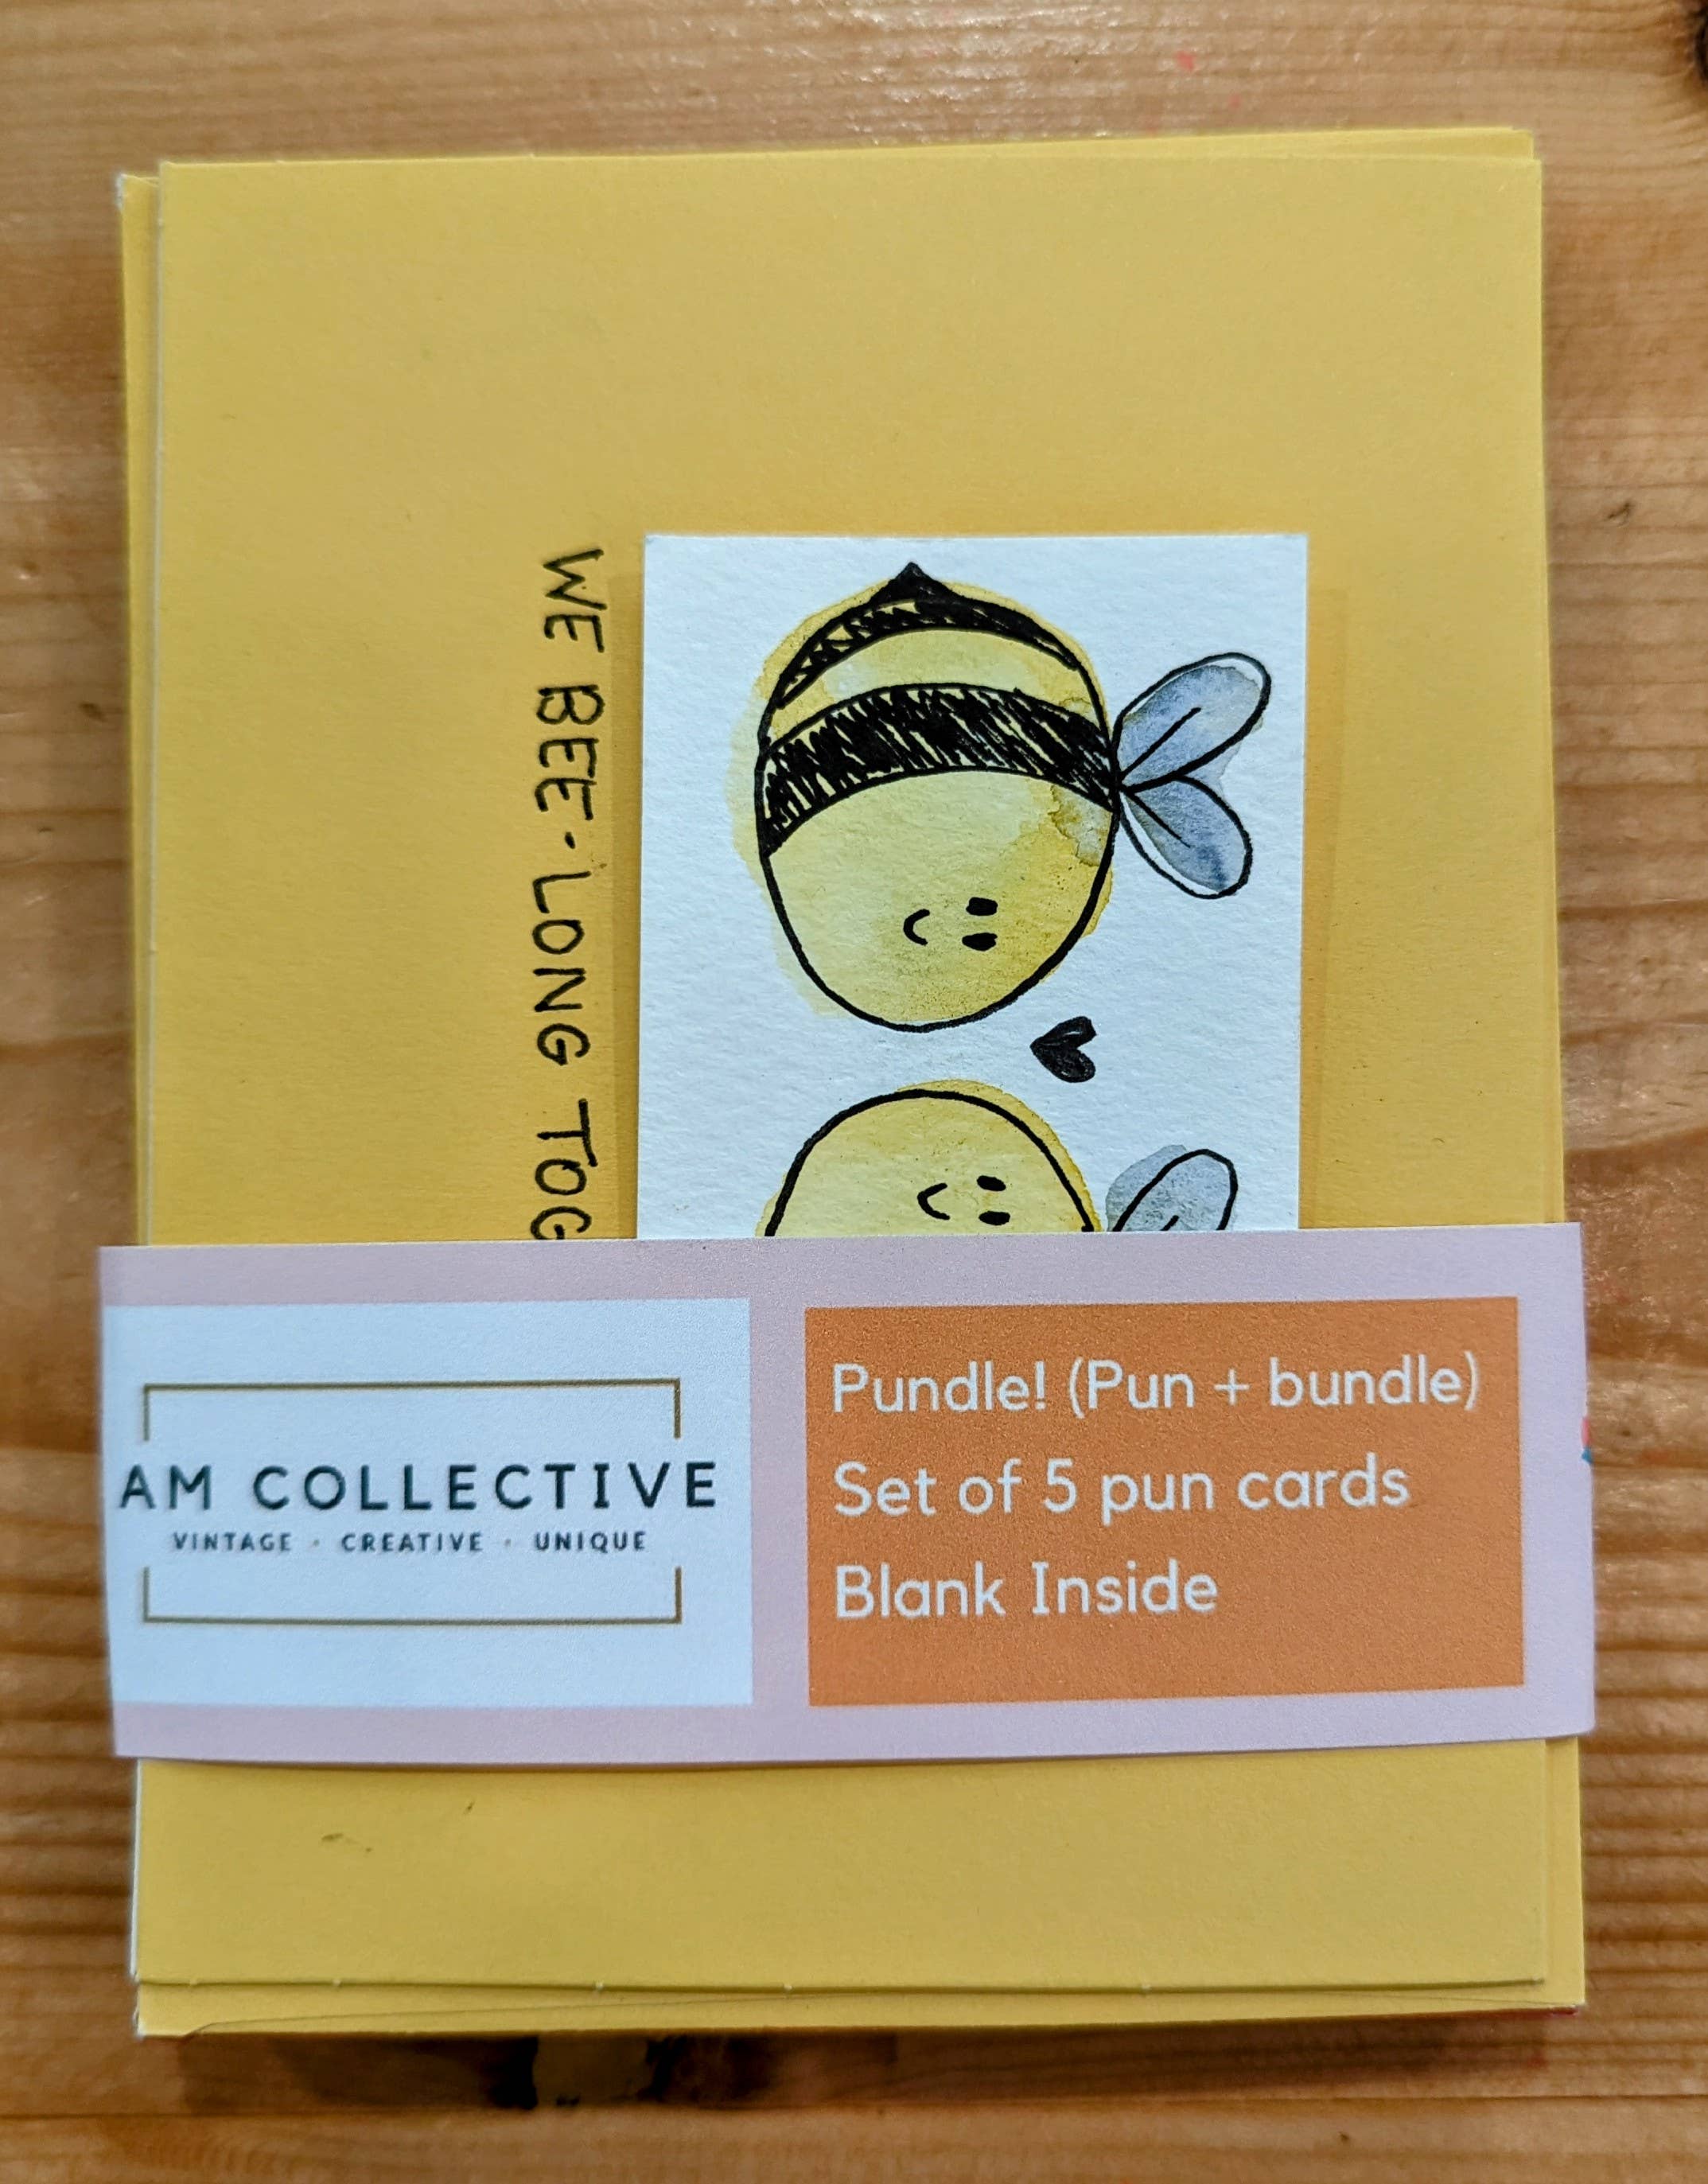 WE BEE-LONG TOG
AM COLLECTIVE
VINTAGE · CREATIVE · UNIQUE
Pundle! (Pun + bundle)
Set of 5 pun cards
Blank Inside